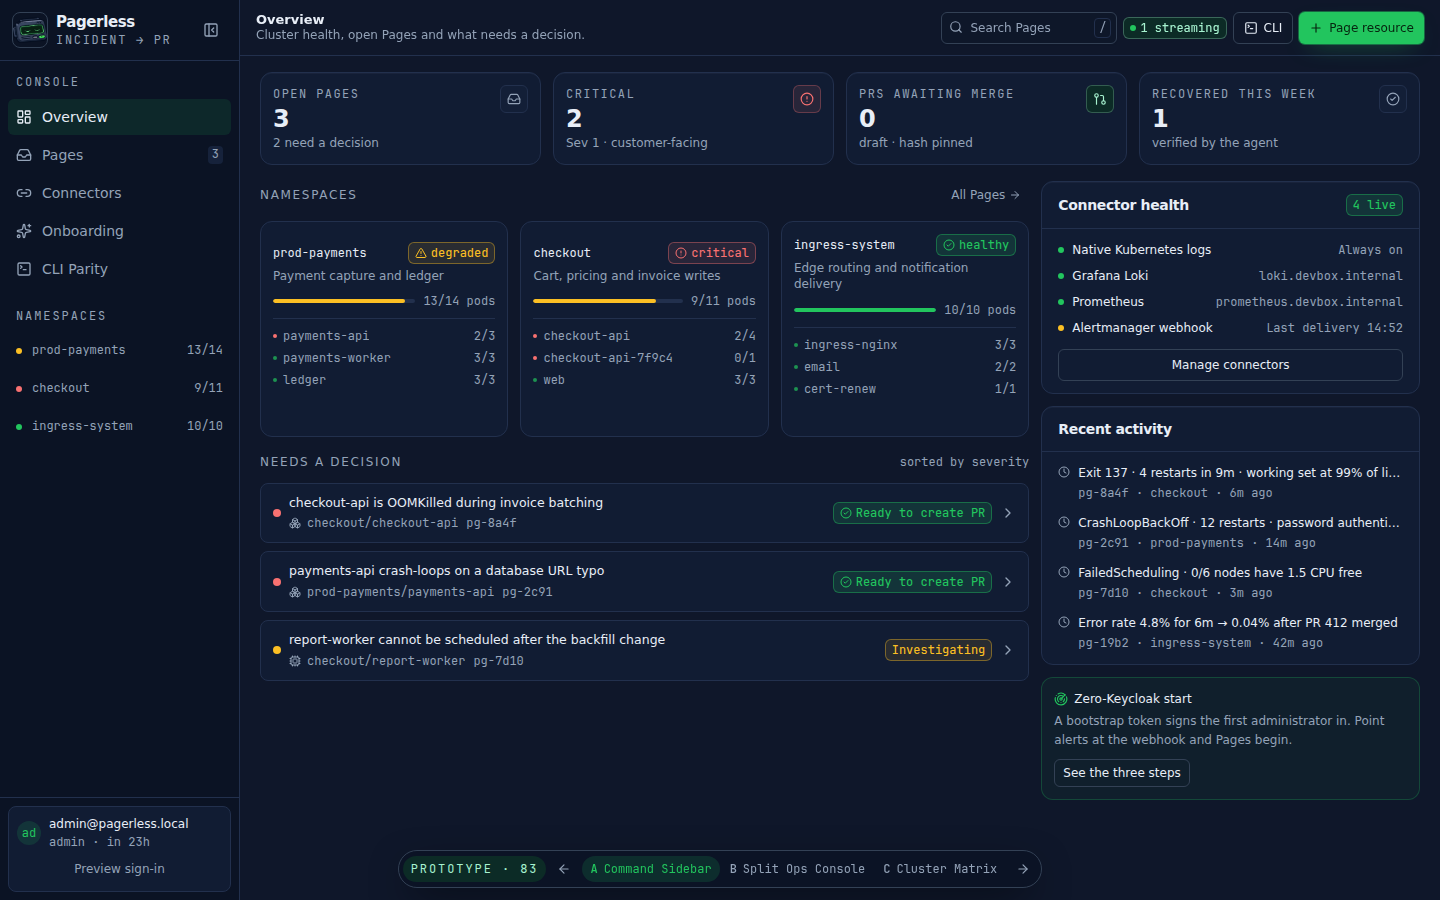 Pagerless
INCIDENT → PR
CONSOLE
Overview
Pages 3
Connectors
Onboarding
CLI Parity
NAMESPACES
prod-payments 13/14
checkout 9/11
ingress-system 10/10
ad
admin@pagerless.local
admin · in 23h
Preview sign-in
Overview
Cluster health, open Pages and what needs a decision.
Search Pages /
1 streaming
CLI
Page resource
OPEN PAGES
3
2 need a decision
CRITICAL
2
Sev 1 · customer-facing
PRS AWAITING MERGE
0
draft · hash pinned
RECOVERED THIS WEEK
1
verified by the agent
NAMESPACES
All Pages →
prod-payments degraded
Payment capture and ledger
13/14 pods
payments-api 2/3
payments-worker 3/3
ledger 3/3
checkout critical
Cart, pricing and invoice writes
9/11 pods
checkout-api 2/4
checkout-api-7f9c4 0/1
web 3/3
ingress-system healthy
Edge routing and notification
delivery
10/10 pods
ingress-nginx 3/3
email 2/2
cert-renew 1/1
NEEDS A DECISION
sorted by severity
checkout-api is OOMKilled during invoice batching
checkout/checkout-api pg-8a4f
Ready to create PR
payments-api crash-loops on a database URL typo
prod-payments/payments-api pg-2c91
Ready to create PR
report-worker cannot be scheduled after the backfill change
checkout/report-worker pg-7d10
Investigating
Connector health 4 live
Native Kubernetes logs Always on
Grafana Loki loki.devbox.internal
Prometheus prometheus.devbox.internal
Alertmanager webhook Last delivery 14:52
Manage connectors
Recent activity
Exit 137 · 4 restarts in 9m · working set at 99% of li…
pg-8a4f · checkout · 6m ago
CrashLoopBackOff · 12 restarts · password authenti…
pg-2c91 · prod-payments · 14m ago
FailedScheduling · 0/6 nodes have 1.5 CPU free
pg-7d10 · checkout · 3m ago
Error rate 4.8% for 6m → 0.04% after PR 412 merged
pg-19b2 · ingress-system · 42m ago
Zero-Keycloak start
A bootstrap token signs the first administrator in. Point
alerts at the webhook and Pages begin.
See the three steps
PROTOTYPE · 83 ← A Command Sidebar B Split Ops Console C Cluster Matrix →